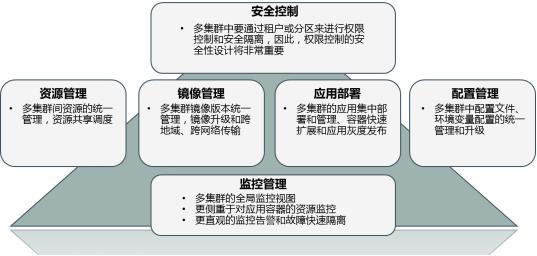 安全控制
• 多集群中要通过租户或分区来进行权限
控制和安全隔离，因此，权限控制的安
全性设计将非常重要
资源管理
• 多集群间资源的统一
管理，资源共享调度
镜像管理
• 多集群镜像版本统一
管理，镜像升级和跨
地域、跨网络传输
应用部署
• 多集群的应用集中部
署和管理、容器快速
扩展和应用灰度发布
配置管理
• 多集群中配置文件、
环境变量配置的统一
管理和升级
监控管理
• 多集群的全局监控视图
• 更侧重于对应用容器的资源监控
• 更直观的监控告警和故障快速隔离